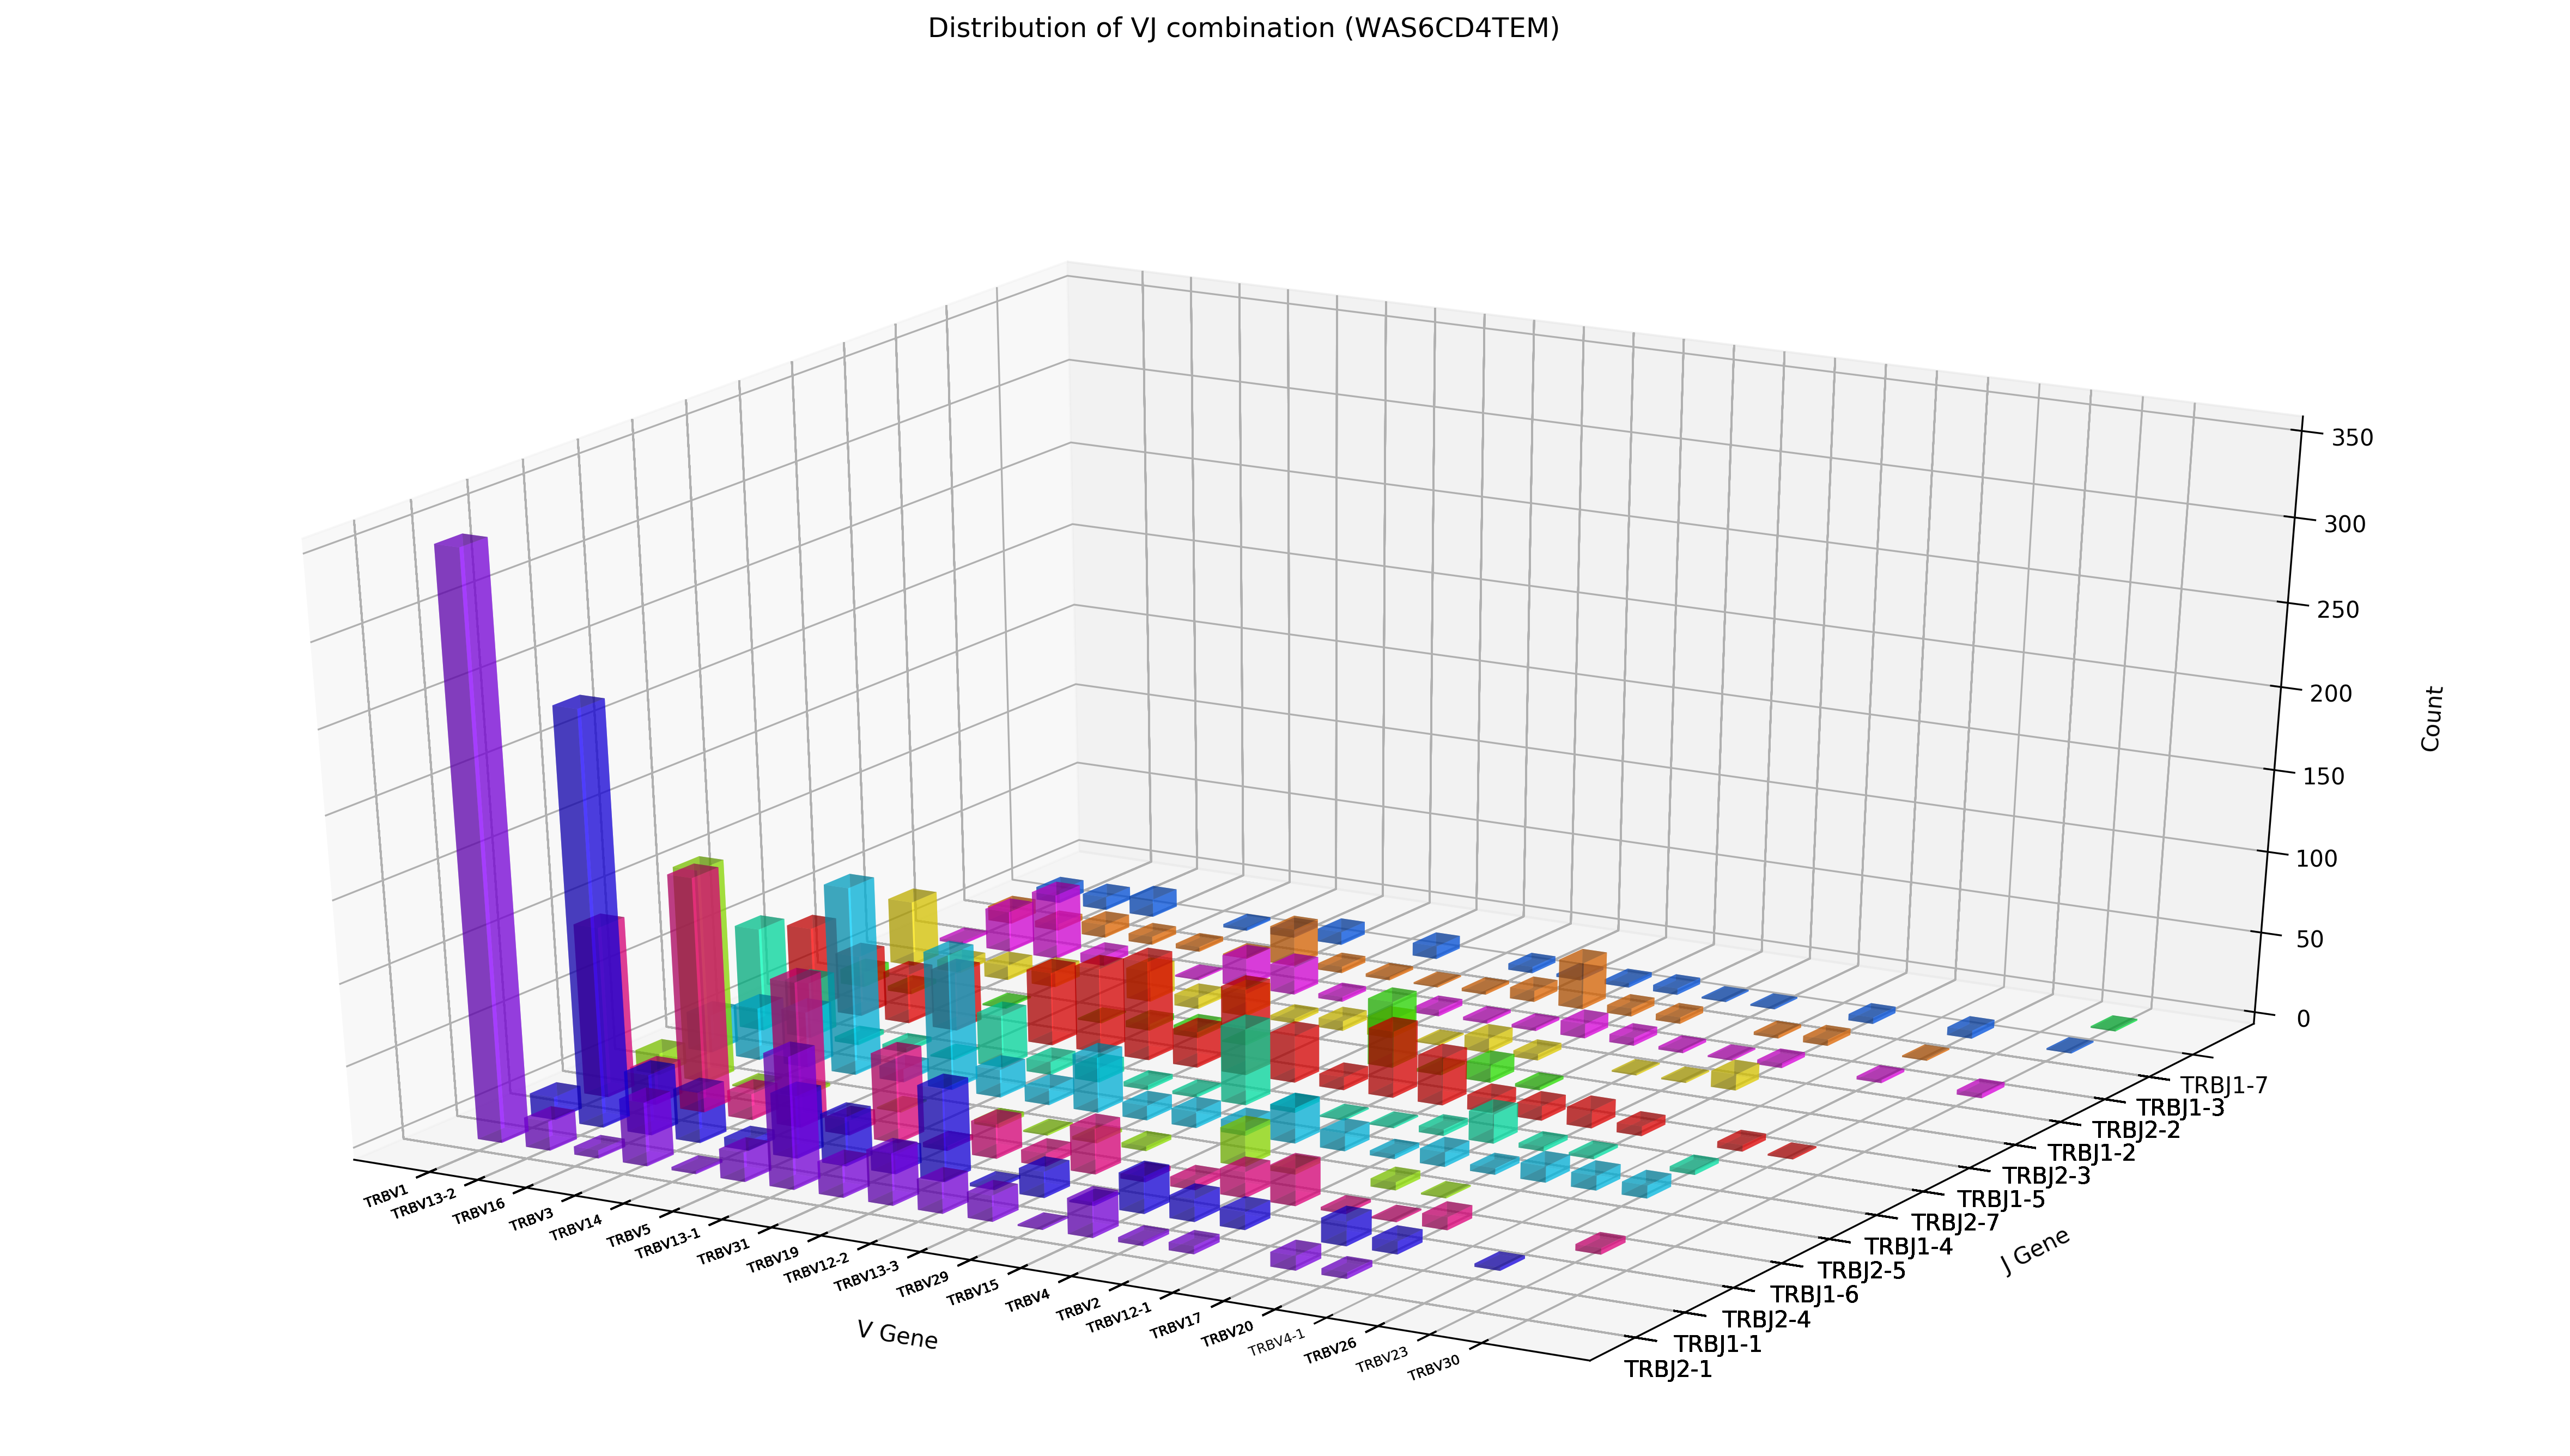 Distribution of VJ combination (WAS6CD4TEM)
350
300
250
200
150
100
50
0
Count
TRBV1
TRBV13-2
TRBV16
TRBV3
TRBV14
TRBV5
TRBV13-1
TRBV31
TRBV19
TRBV12-2
TRBV13-3
TRBV29
TRBV15
TRBV4
TRBV2
TRBV12-1
TRBV17
TRBV20
TRBV4-1
TRBV26
TRBV23
TRBV30
V Gene
TRBJ1-7
TRBJ1-3
TRBJ2-2
TRBJ1-2
TRBJ2-3
TRBJ1-5
TRBJ2-7
TRBJ1-4
TRBJ2-5
TRBJ1-6
TRBJ2-4
TRBJ1-1
TRBJ2-1
J Gene